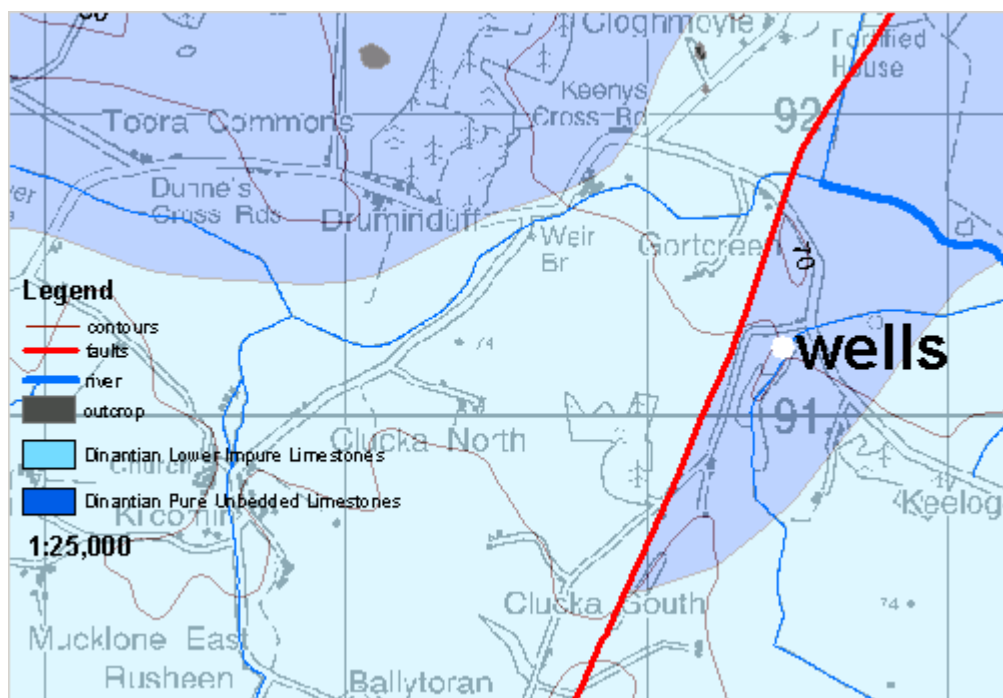 Cloghmoyle
Fortified
House
Keenys
Cross Rd
92
Toora Commons
Dunne's
Cross Rds
Druminduff
Weir
Br
Gortcreen
70
Legend
contours
faults
river
outcrop
Dinantian Lower Impure Limestones
Dinantian Pure Unbedded Limestones
1:25,000
74
wells
91
Clucka North
Church
Keelog
Clucka South
74
Mucklone East
Rusheen
Ballytoran